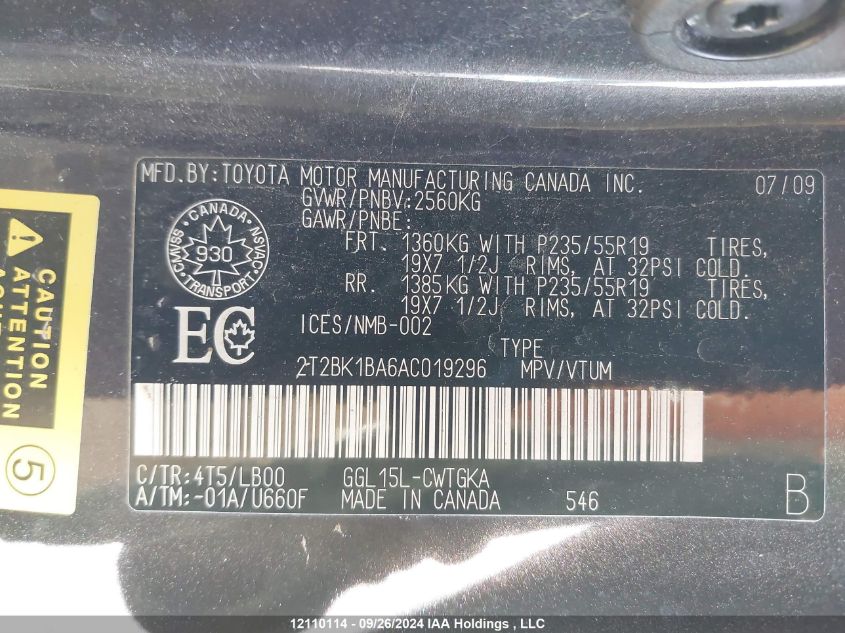 MFD.BY:TOYOTA MOTOR MANUFACTURING CANADA INC. 07/09
GVWR/PNBV:2560KG
GAWR/PNBE:
FRT. 1360KG WITH P235/55R19 TIRES,
19X7 1/2J RIMS, AT 32PSI COLD.
RR. 1385KG WITH P235/55R19 TIRES,
19X7 1/2J RIMS, AT 32PSI COLD.
CANADA
CMVSS NSVAC
930
TRANSPORT
ICES/NMB-002
EC
TYPE
2T2BK1BA6AC019296 MPV/VTUM
C/TR:4T5/LB00 GGL15L-CWTGKA
A/TM:-01A/U660F MADE IN CANADA 546 B
CAUTION
ATTENTION
5
12110114 - 09/26/2024 IAA Holdings , LLC